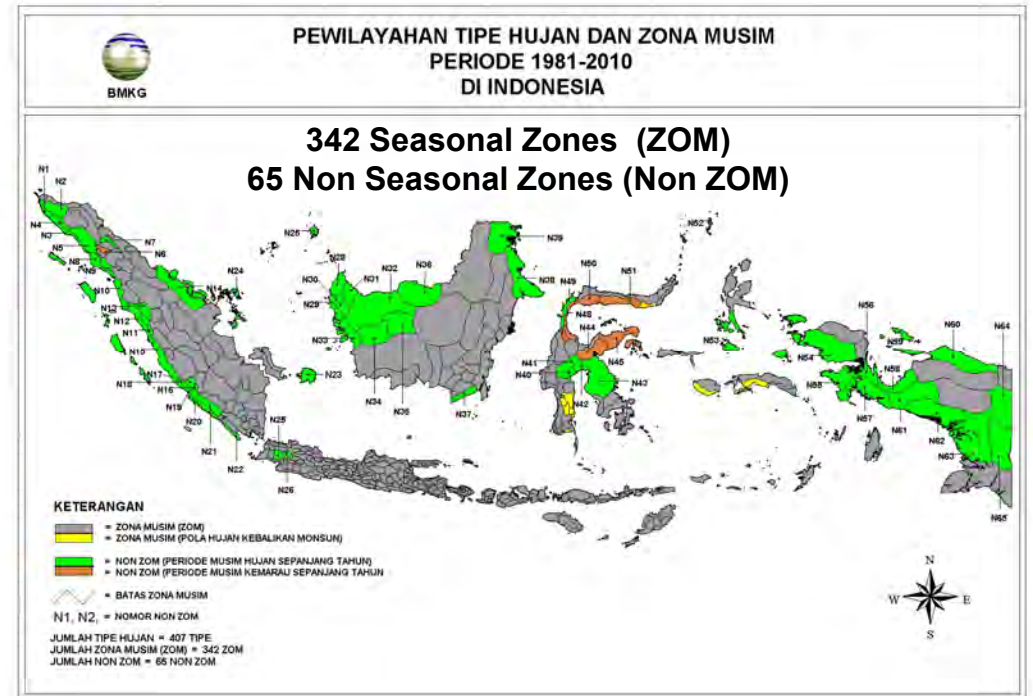 BMKG
PEWILAYAHAN TIPE HUJAN DAN ZONA MUSIM
PERIODE 1981-2010
DI INDONESIA
342 Seasonal Zones (ZOM)
65 Non Seasonal Zones (Non ZOM)
N1
N2
N4
N3
N5
N8
N9
N7
N6
N10
N14
N24
N13
N12
N11
N18
N17
N16
N19
N20
N21
N22
N23
N25
N26
N28
N30
N29
N31
N32
N36
N33
N34
N35
N37
N39
N38
N49
N50
N51
N52
N48
N44
N45
N41
N40
N42
N43
N53
N54
N55
N56
N57
N58
N59
N60
N61
N62
N63
N64
N65
KETERANGAN
= ZONA MUSIM (ZOM)
= ZONA MUSIM (POLA HUJAN KEBALIKAN MONSUN)
= NON ZOM (PERIODE MUSIM HUJAN SEPANJANG TAHUN)
= NON ZOM (PERIODE MUSIM KEMARAU SEPANJANG TAHUN
= BATAS ZONA MUSIM
N1, N2, = NOMOR NON ZOM
JUMLAH TIPE HUJAN = 407 TIPE
JUMLAH ZONA MUSIM (ZOM) = 342 ZOM
JUMLAH NON ZOM = 65 NON ZOM
N
W E
S